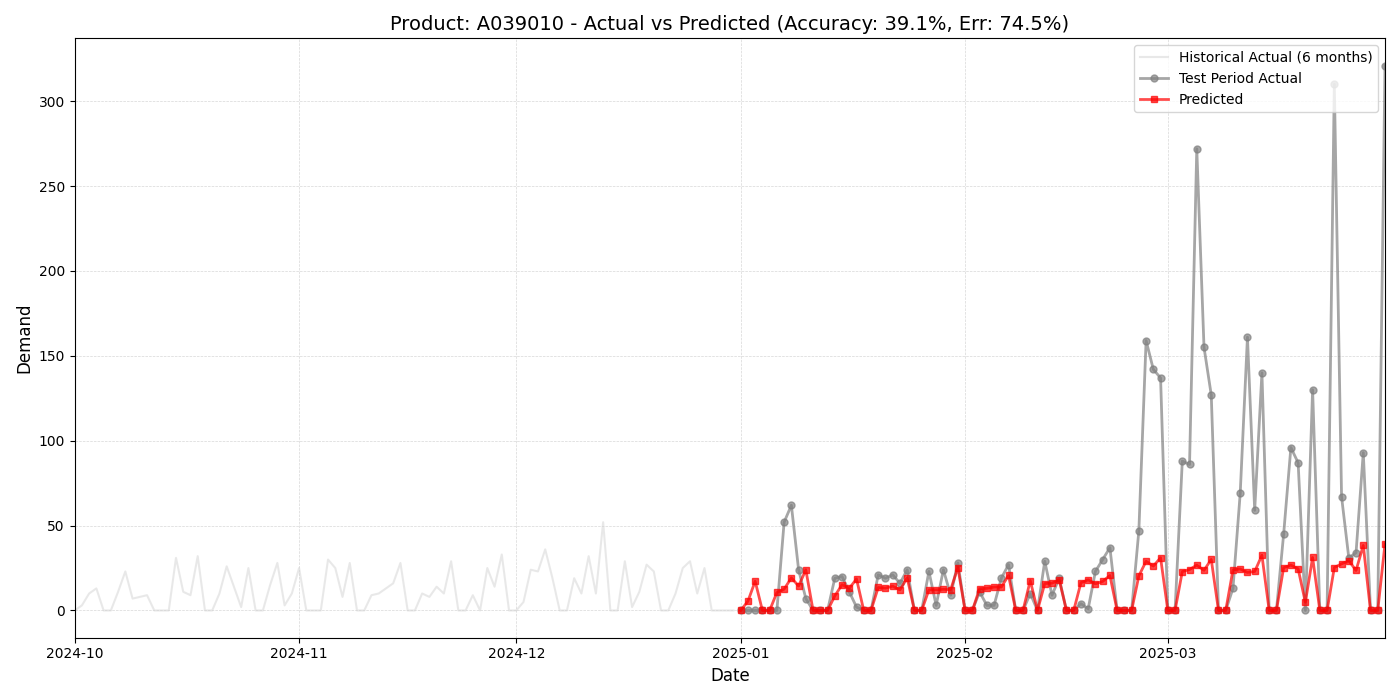 Product: A039010 - Actual vs Predicted (Accuracy: 39.1%, Err: 74.5%)
Historical Actual (6 months)
Test Period Actual
Predicted
Demand
300
250
200
150
100
50
0
2024-10
2024-11
2024-12
2025-01
2025-02
2025-03
Date